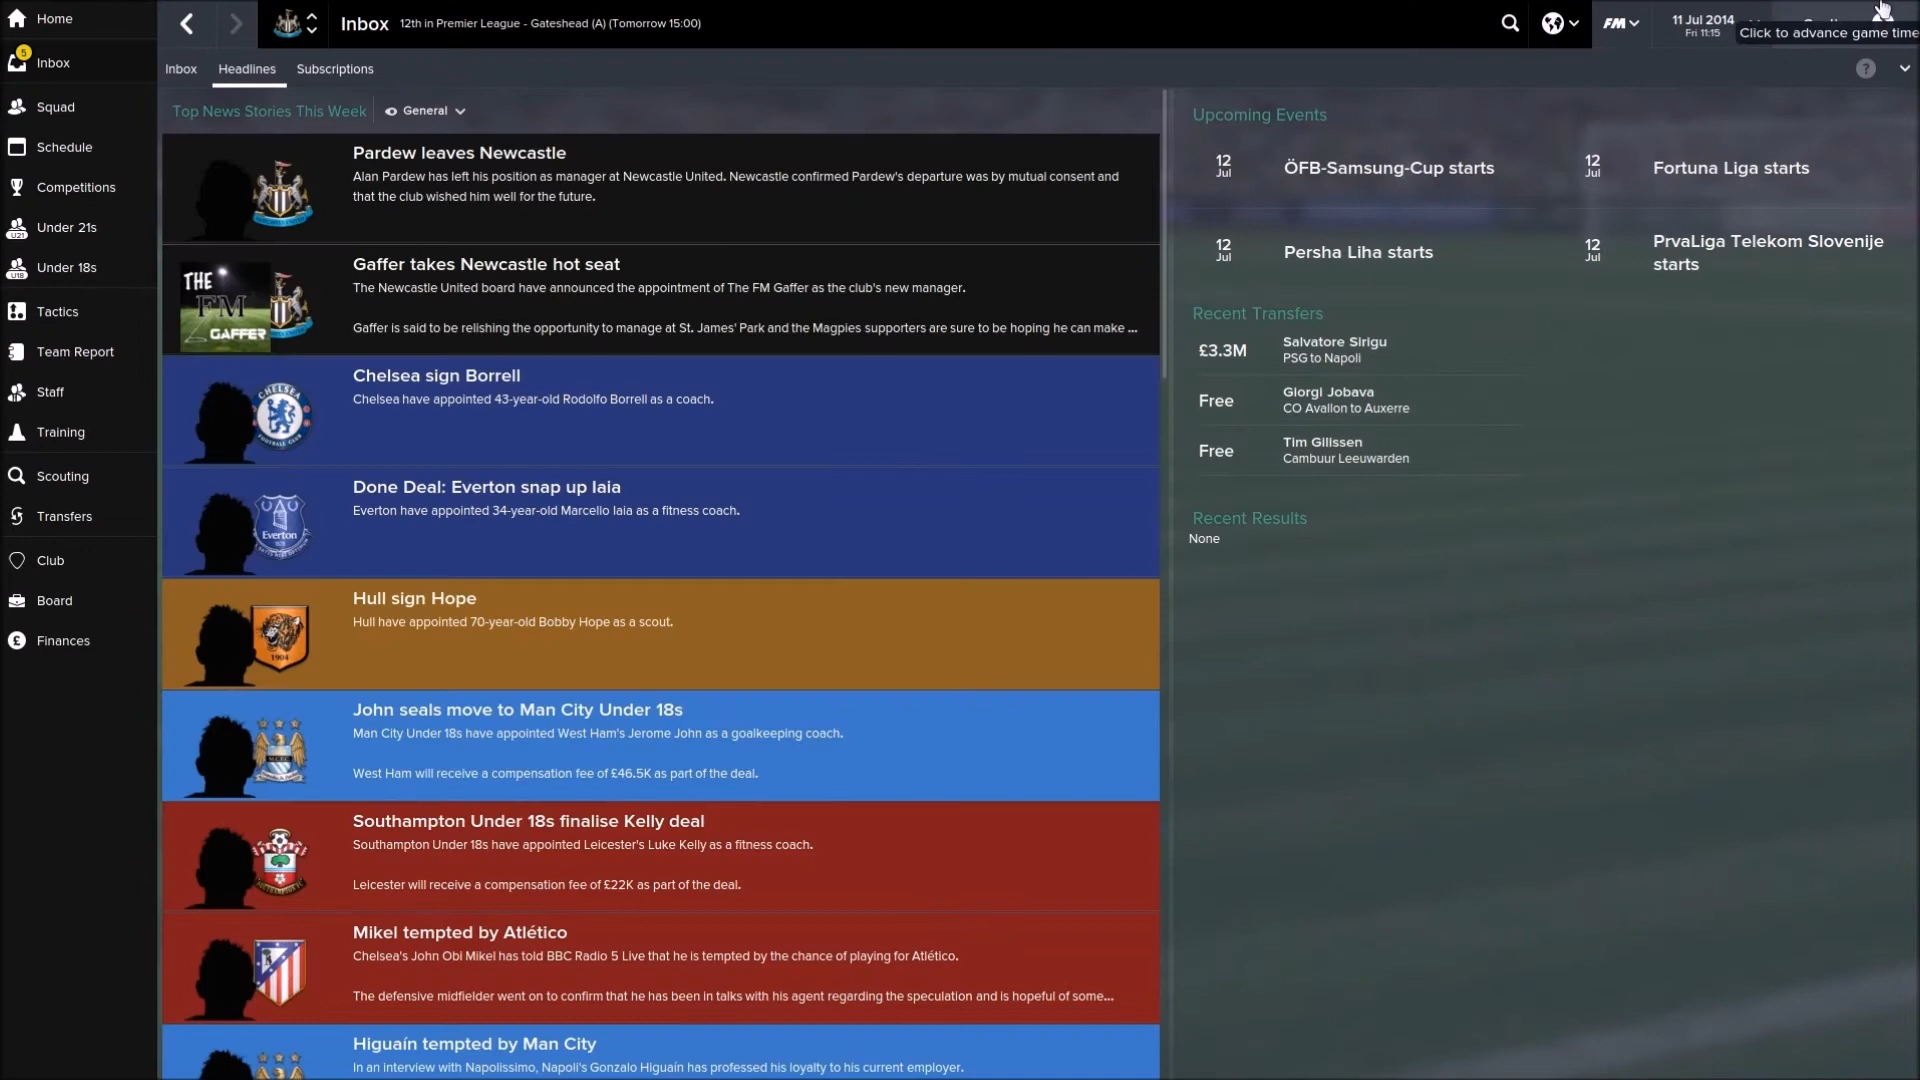 Home
5
Inbox
Squad
Schedule
Competitions
U21
Under 21s
U18
Under 18s
Tactics
Team Report
Staff
Training
Scouting
Transfers
Club
Board
£
Finances
Inbox
12th in Premier League - Gateshead (A) (Tomorrow 15:00)
FM
11 Jul 2014
Fri 11:15
Click to advance game time
Inbox
Headlines
Subscriptions
?
Top News Stories This Week
General
Pardew leaves Newcastle
Alan Pardew has left his position as manager at Newcastle United. Newcastle confirmed Pardew's departure was by mutual consent and
that the club wished him well for the future.
THE
FM
GAFFER
Gaffer takes Newcastle hot seat
The Newcastle United board have announced the appointment of The FM Gaffer as the club's new manager.
Gaffer is said to be relishing the opportunity to manage at St. James' Park and the Magpies supporters are sure to be hoping he can make ...
CHELSEA
FOOTBALL CLUB
Chelsea sign Borrell
Chelsea have appointed 43-year-old Rodolfo Borrell as a coach.
Everton
Done Deal: Everton snap up Iaia
Everton have appointed 34-year-old Marcello Iaia as a fitness coach.
1904
Hull sign Hope
Hull have appointed 70-year-old Bobby Hope as a scout.
John seals move to Man City Under 18s
Man City Under 18s have appointed West Ham's Jerome John as a goalkeeping coach.
West Ham will receive a compensation fee of £46.5K as part of the deal.
Southampton Under 18s finalise Kelly deal
Southampton Under 18s have appointed Leicester's Luke Kelly as a fitness coach.
Leicester will receive a compensation fee of £22K as part of the deal.
Mikel tempted by Atlético
Chelsea's John Obi Mikel has told BBC Radio 5 Live that he is tempted by the chance of playing for Atlético.
The defensive midfielder went on to confirm that he has been in talks with his agent regarding the speculation and is hopeful of some...
Higuaín tempted by Man City
In an interview with Napolissimo, Napoli's Gonzalo Higuaín has professed his loyalty to his current employer.
Upcoming Events
12
Jul
ÖFB-Samsung-Cup starts
12
Jul
Fortuna Liga starts
12
Jul
Persha Liha starts
12
Jul
PrvaLiga Telekom Slovenije
starts
Recent Transfers
£3.3M
Salvatore Sirigu
PSG to Napoli
Free
Giorgi Jobava
CO Avallon to Auxerre
Free
Tim Gilissen
Cambuur Leeuwarden
Recent Results
None